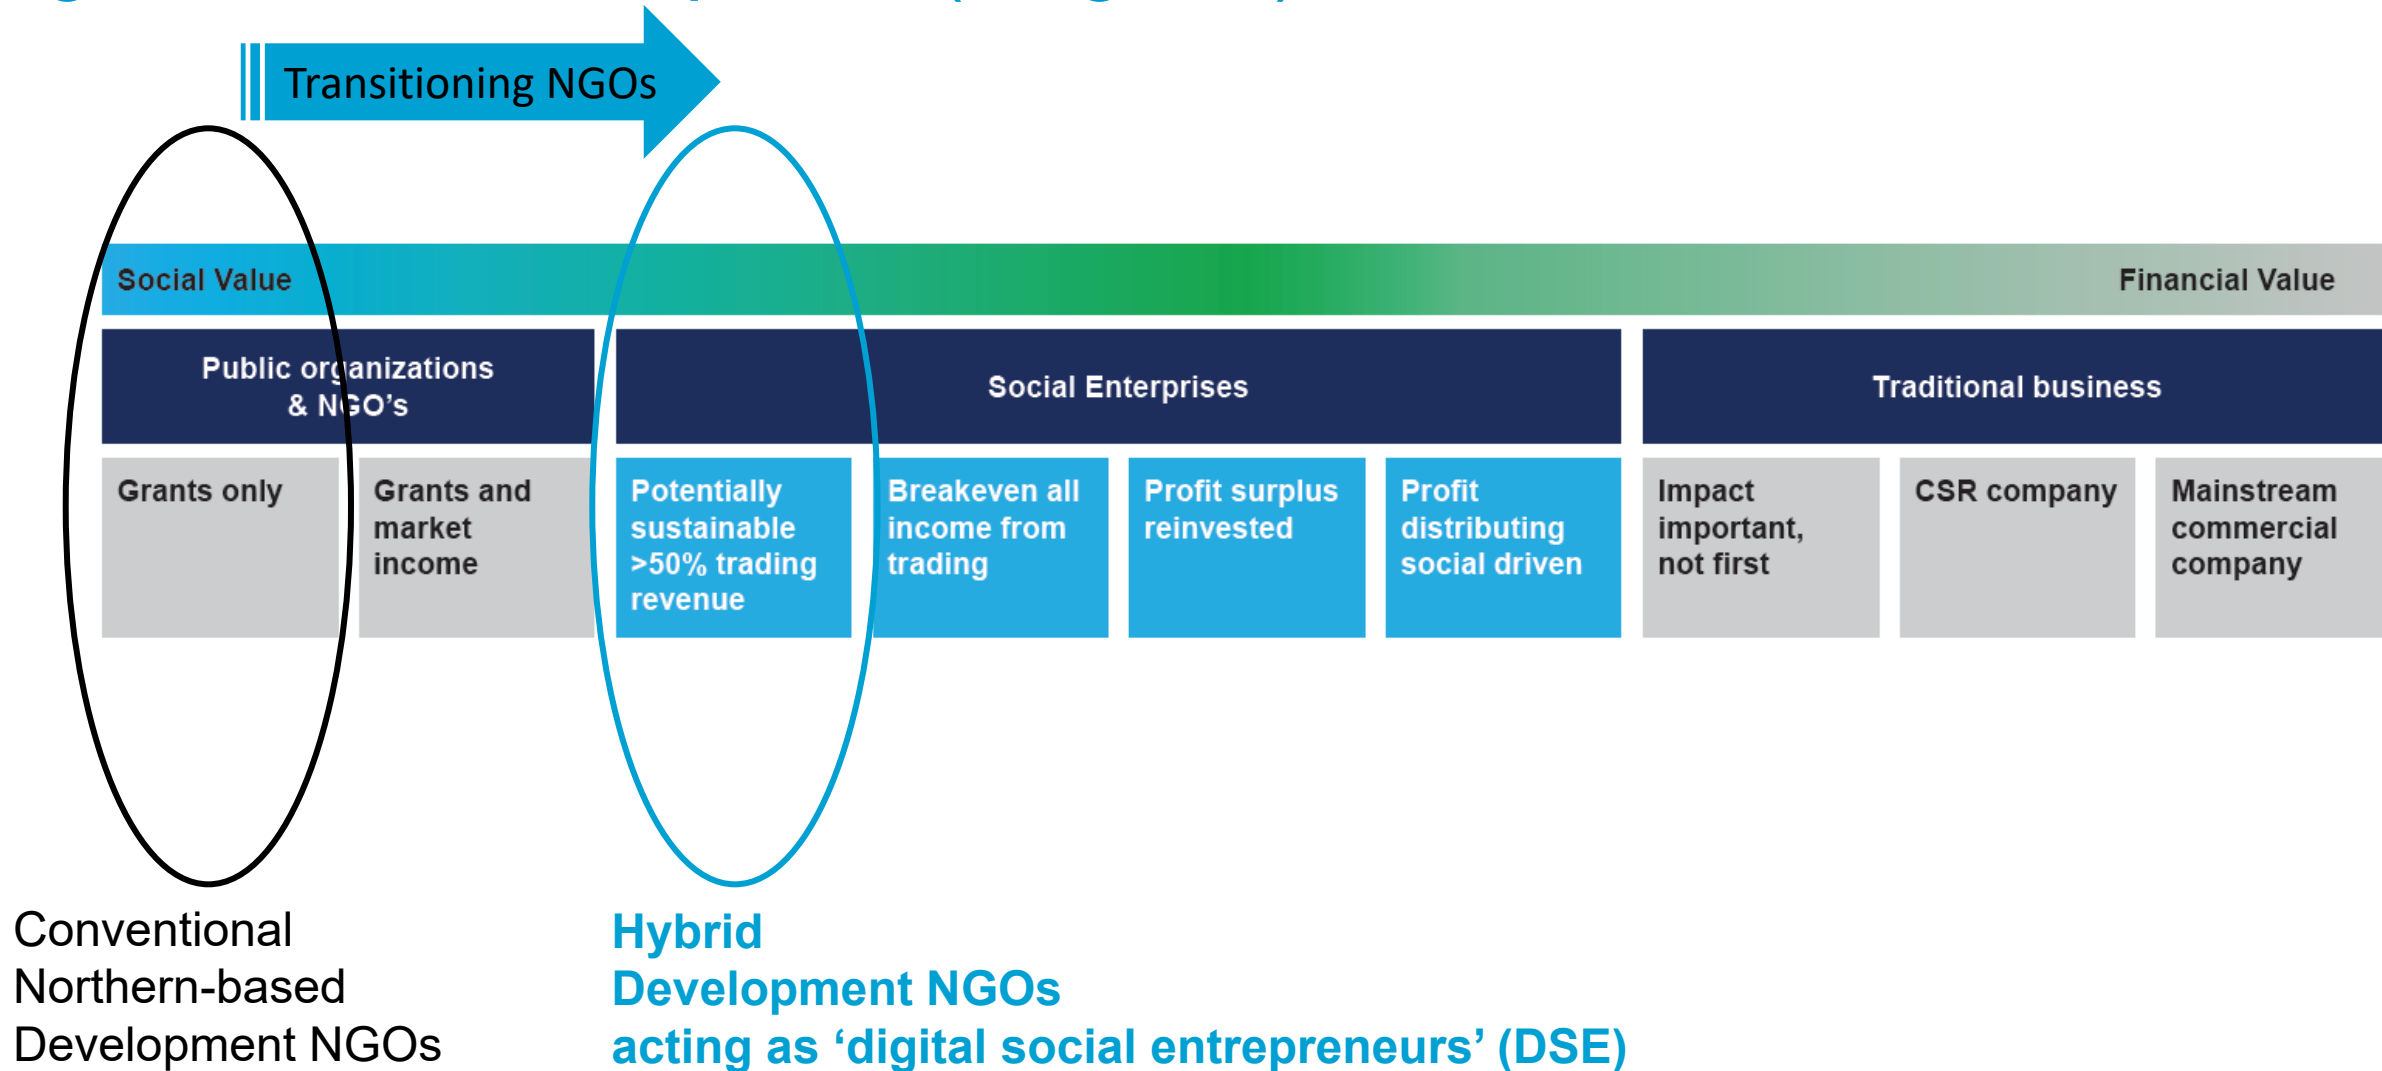 Transitioning NGOs
Social Value
Financial Value
Public organizations
& NGO's
Social Enterprises
Traditional business
Grants only
Grants and
market
income
Potentially
sustainable
>50% trading
revenue
Breakeven all
income from
trading
Profit surplus
reinvested
Profit
distributing
social driven
Impact
important,
not first
CSR company
Mainstream
commercial
company
Conventional
Northern-based
Development NGOs
Hybrid
Development NGOs
acting as ‘digital social entrepreneurs’ (DSE)